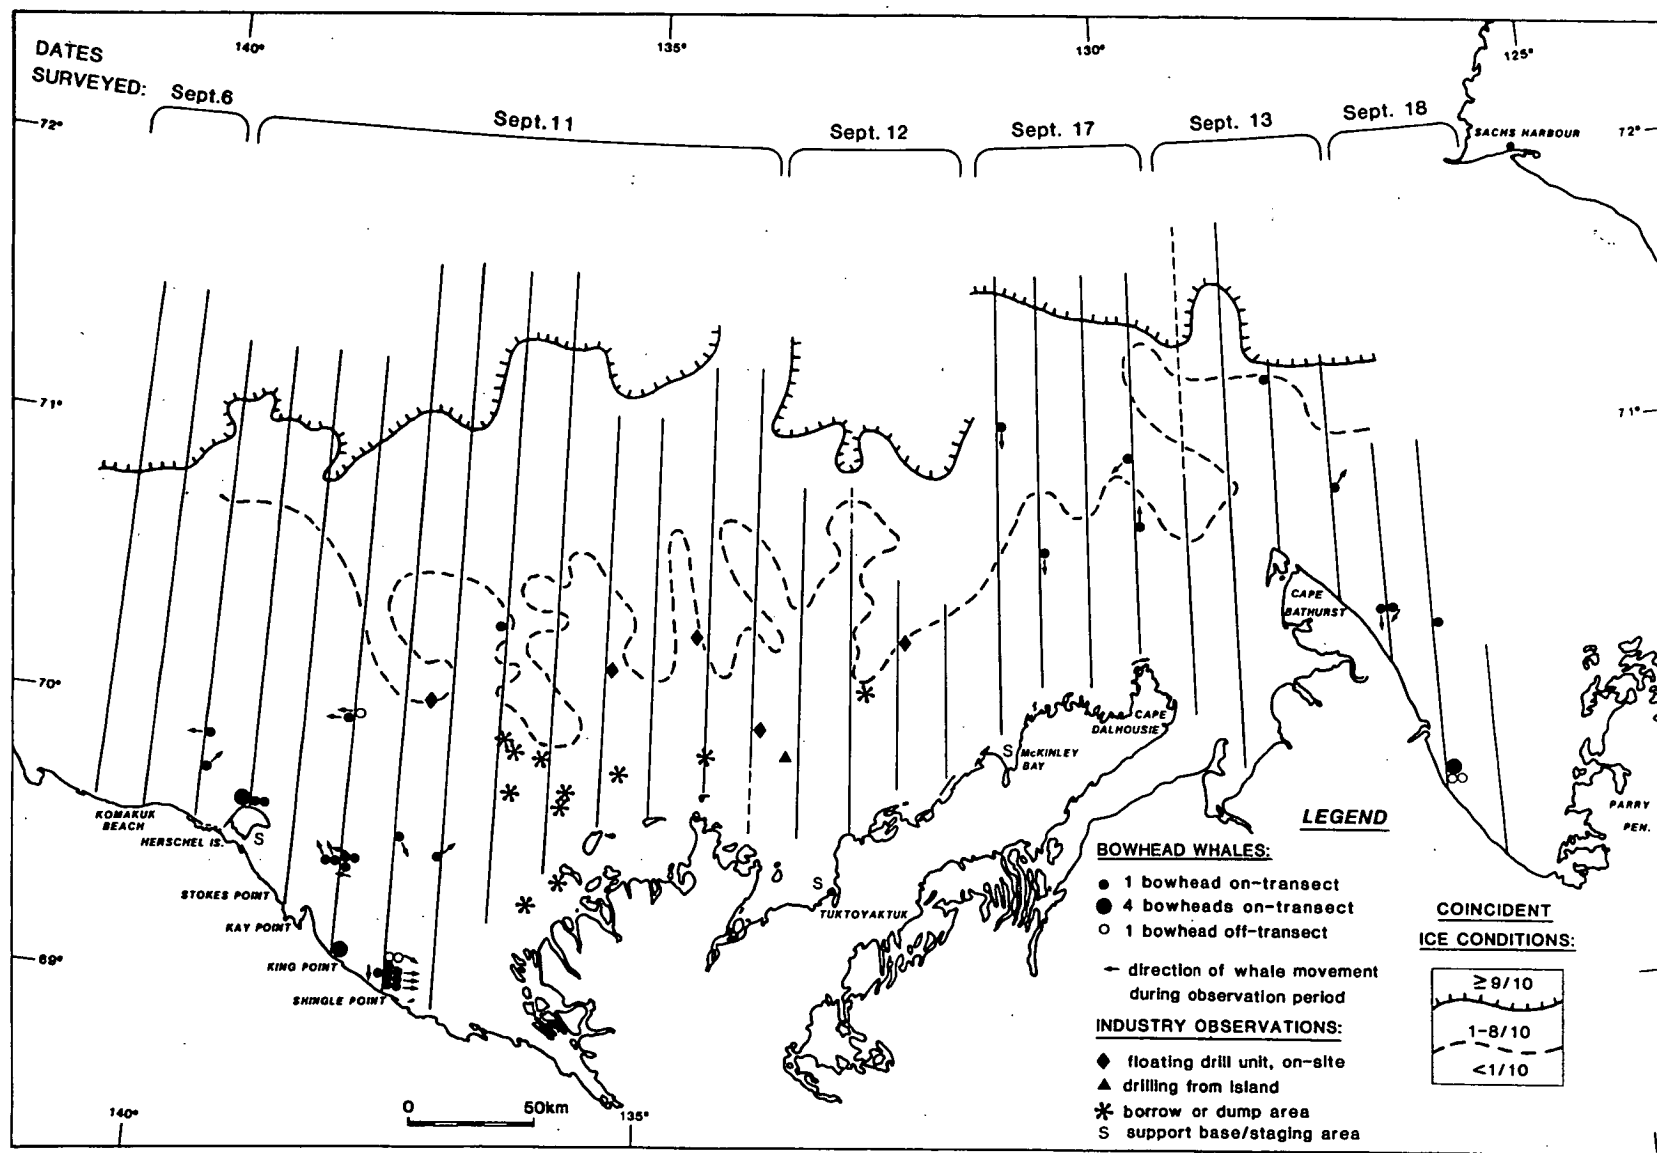 140°
135°
130°
125°
DATES
SURVEYED:
Sept.6
Sept.11
Sept. 12
Sept. 17
Sept. 13
Sept. 18
72°
72°
SACHS HARBOUR
71°
71°
70°
69°
CAPE
BATHURST
CAPE
DALHOUSIE
S
McKINLEY
BAY
KOMAKUK
BEACH
HERSCHEL IS.
S
STOKES POINT
KAY POINT
KING POINT
SHINGLE POINT
S
TUKTOYAKTUK
PARRY
PEN.
LEGEND
BOWHEAD WHALES:
1 bowhead on-transect
4 bowheads on-transect
1 bowhead off-transect
direction of whale movement
during observation period
INDUSTRY OBSERVATIONS:
floating drill unit, on-site
drilling from island
borrow or dump area
S support base/staging area
COINCIDENT
ICE CONDITIONS:
≥9/10
1-8/10
<1/10
0 50km
140°
135°